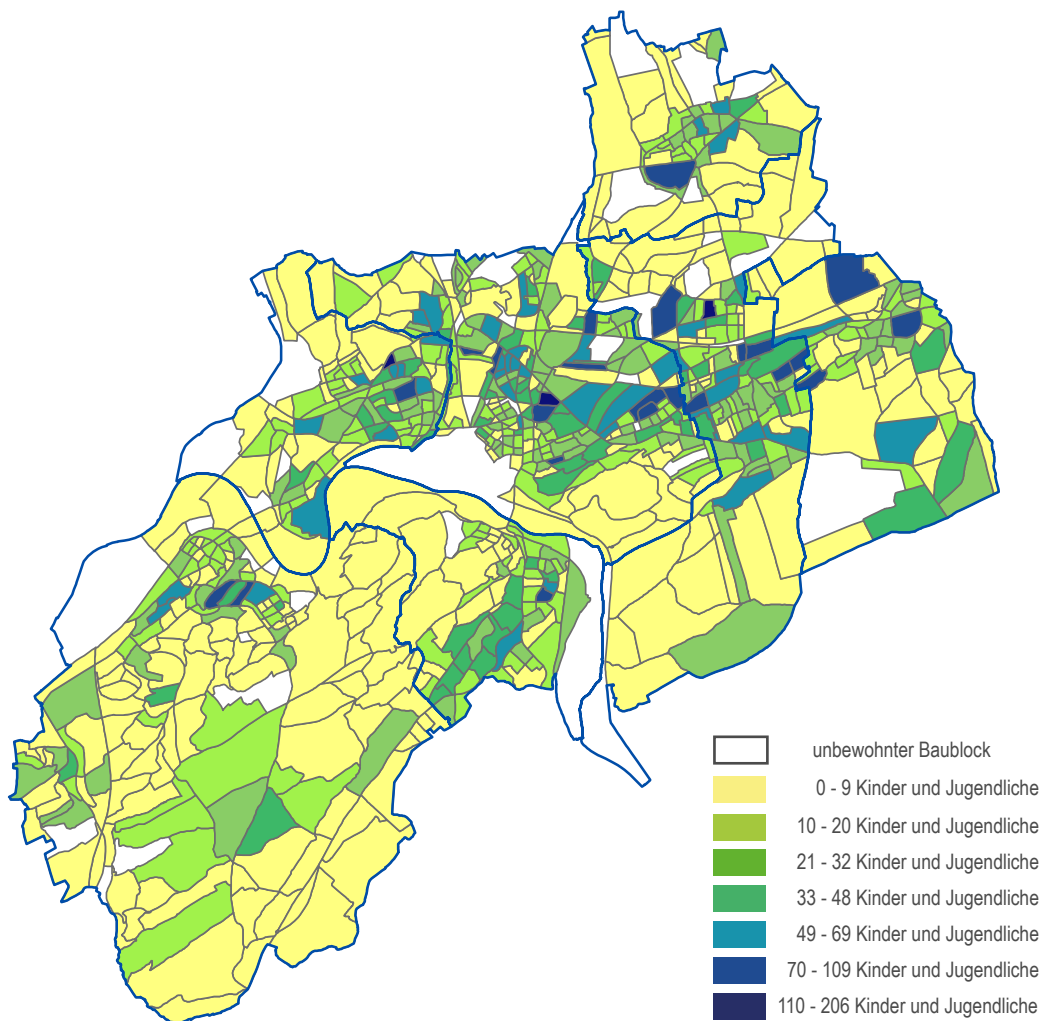 unbewohnter Baublock
0 - 9 Kinder und Jugendliche
10 - 20 Kinder und Jugendliche
21 - 32 Kinder und Jugendliche
33 - 48 Kinder und Jugendliche
49 - 69 Kinder und Jugendliche
70 - 109 Kinder und Jugendliche
110 - 206 Kinder und Jugendliche